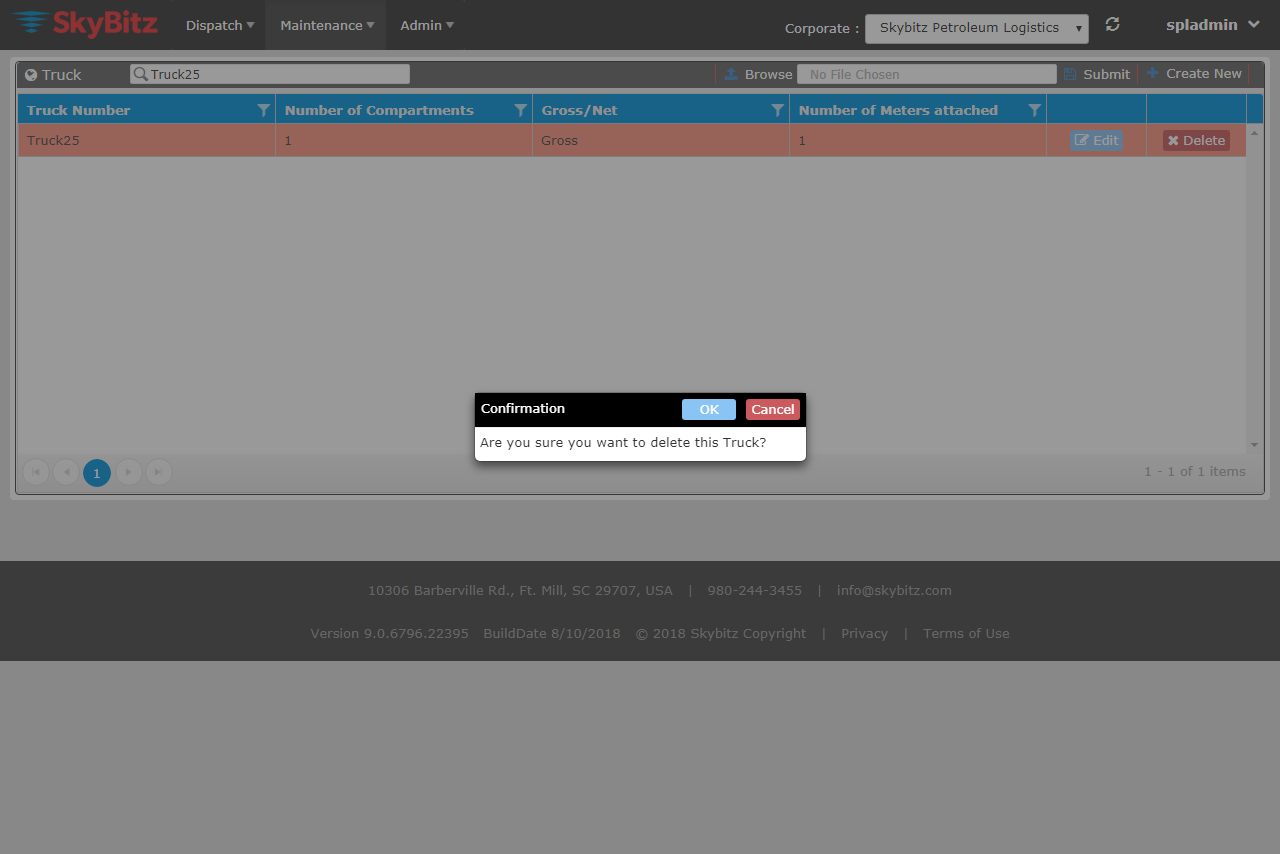 SkyBitz Dispatch Maintenance Admin Corporate : Skybitz Petroleum Logistics spladmin
Truck Truck25 Browse No File Chosen Submit Create New
Truck Number Number of Compartments Gross/Net Number of Meters attached
Truck25 1 Gross 1 Edit Delete
Confirmation OK Cancel
Are you sure you want to delete this Truck?
1 1 - 1 of 1 items
10306 Barberville Rd., Ft. Mill, SC 29707, USA | 980-244-3455 | info@skybitz.com
Version 9.0.6796.22395 BuildDate 8/10/2018 © 2018 Skybitz Copyright | Privacy | Terms of Use